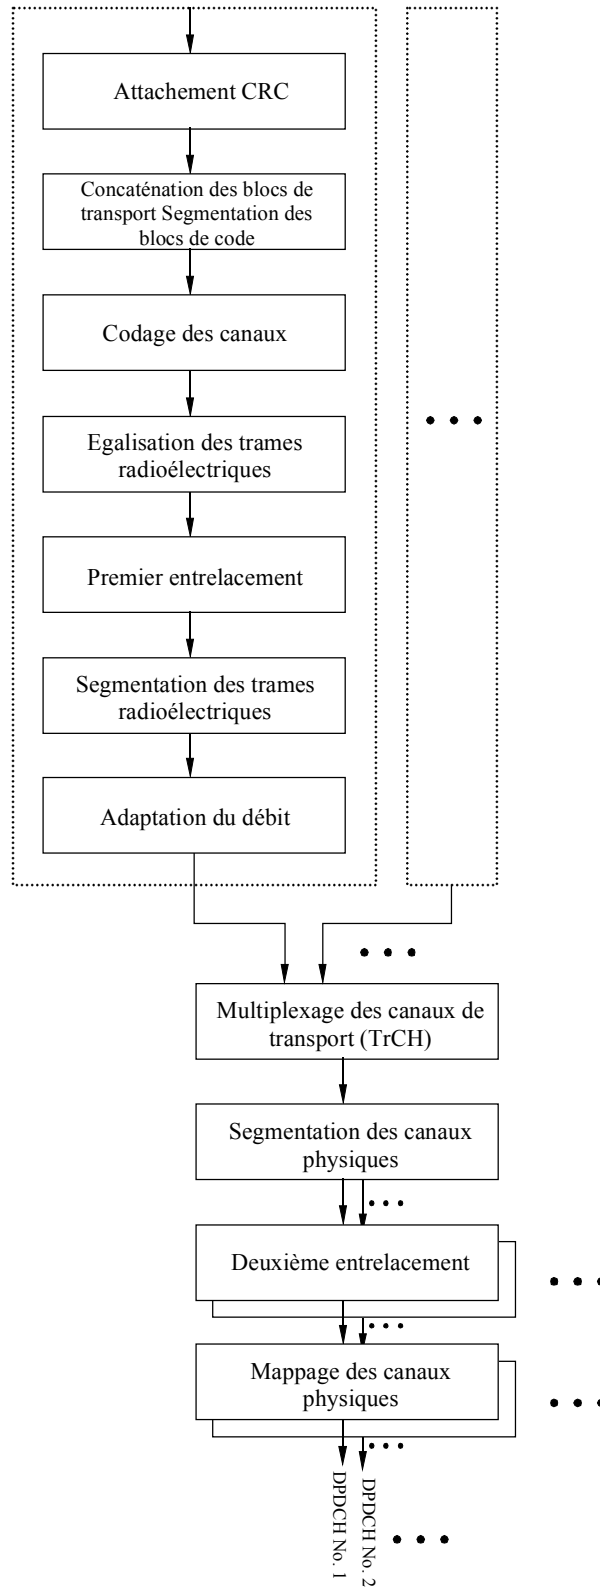 Attachement CRC
Concaténation des blocs de
transport Segmentation des
blocs de code
Codage des canaux
Egalisation des trames
radioélectriques
Premier entrelacement
Segmentation des trames
radioélectriques
Adaptation du débit
Multiplexage des canaux de
transport (TrCH)
Segmentation des canaux
physiques
Deuxième entrelacement
Mappage des canaux
physiques
DPDCH No. 1
DPDCH No. 2